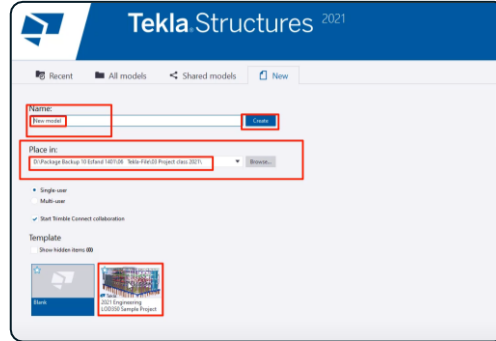 Tekla Structures 2021
Recent All models Shared models New
Name:
New model Create
Place in:
D:\Package Backup 10 Esfand 1401\06 Tekla-File\03 Project class 2021\ Browse...
Single-user
Multi-user
Start Trimble Connect collaboration
Template
Show hidden items (0)
Blank
2021 Engineering
LOD350 Sample Project